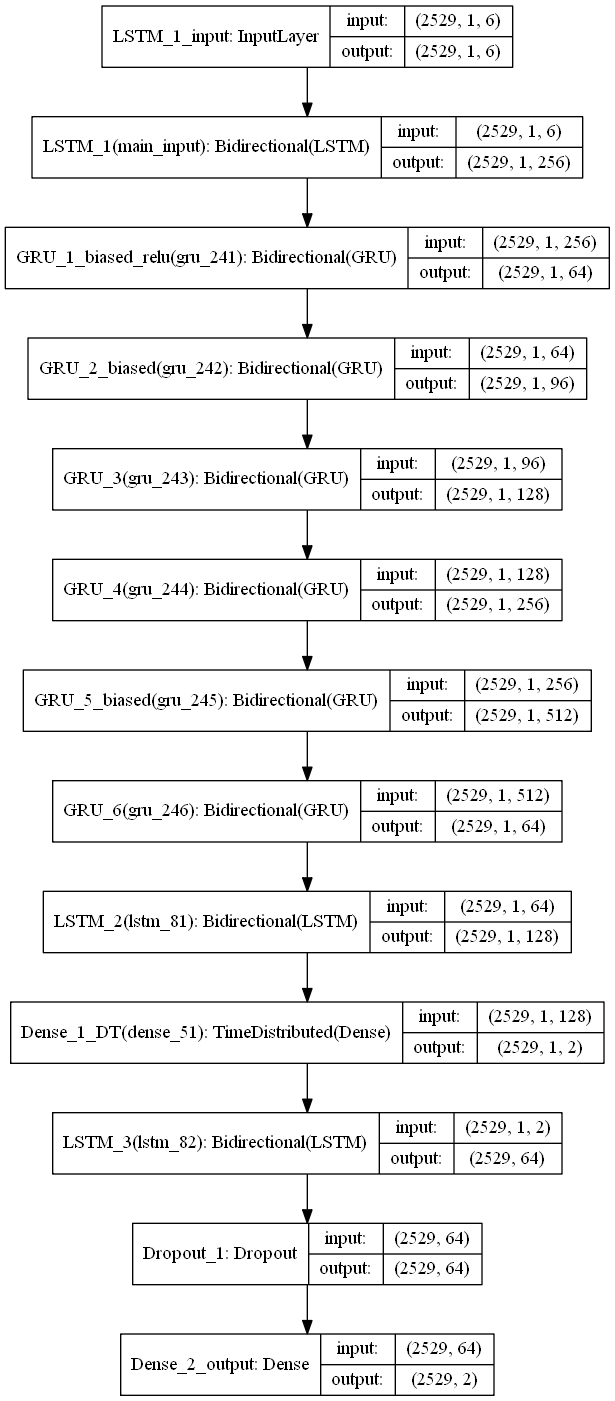 LSTM_1_input: InputLayer
input: (2529, 1, 6)
output: (2529, 1, 6)
LSTM_1(main_input): Bidirectional(LSTM)
input: (2529, 1, 6)
output: (2529, 1, 256)
GRU_1_biased_relu(gru_241): Bidirectional(GRU)
input: (2529, 1, 256)
output: (2529, 1, 64)
GRU_2_biased(gru_242): Bidirectional(GRU)
input: (2529, 1, 64)
output: (2529, 1, 96)
GRU_3(gru_243): Bidirectional(GRU)
input: (2529, 1, 96)
output: (2529, 1, 128)
GRU_4(gru_244): Bidirectional(GRU)
input: (2529, 1, 128)
output: (2529, 1, 256)
GRU_5_biased(gru_245): Bidirectional(GRU)
input: (2529, 1, 256)
output: (2529, 1, 512)
GRU_6(gru_246): Bidirectional(GRU)
input: (2529, 1, 512)
output: (2529, 1, 64)
LSTM_2(lstm_81): Bidirectional(LSTM)
input: (2529, 1, 64)
output: (2529, 1, 128)
Dense_1_DT(dense_51): TimeDistributed(Dense)
input: (2529, 1, 128)
output: (2529, 1, 2)
LSTM_3(lstm_82): Bidirectional(LSTM)
input: (2529, 1, 2)
output: (2529, 64)
Dropout_1: Dropout
input: (2529, 64)
output: (2529, 64)
Dense_2_output: Dense
input: (2529, 64)
output: (2529, 2)